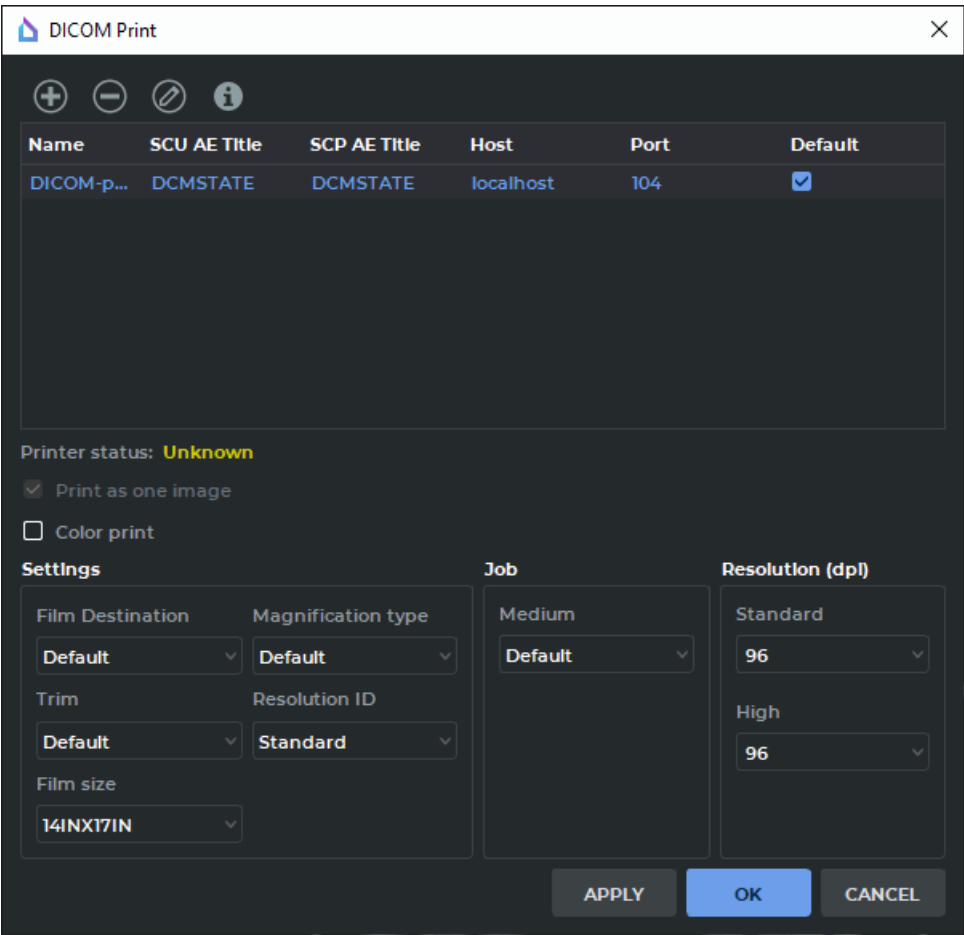 DICOM Print
Name SCU AE Title SCP AE Title Host Port Default
DICOM-p... DCMSTATE DCMSTATE localhost 104
Printer status: Unknown
Print as one image
Color print
Settings Job Resolution (dpi)
Film Destination Magnification type Medium Standard
Default Default Default 96
Trim Resolution ID High
Default Standard 96
Film size
14INX17IN
APPLY OK CANCEL